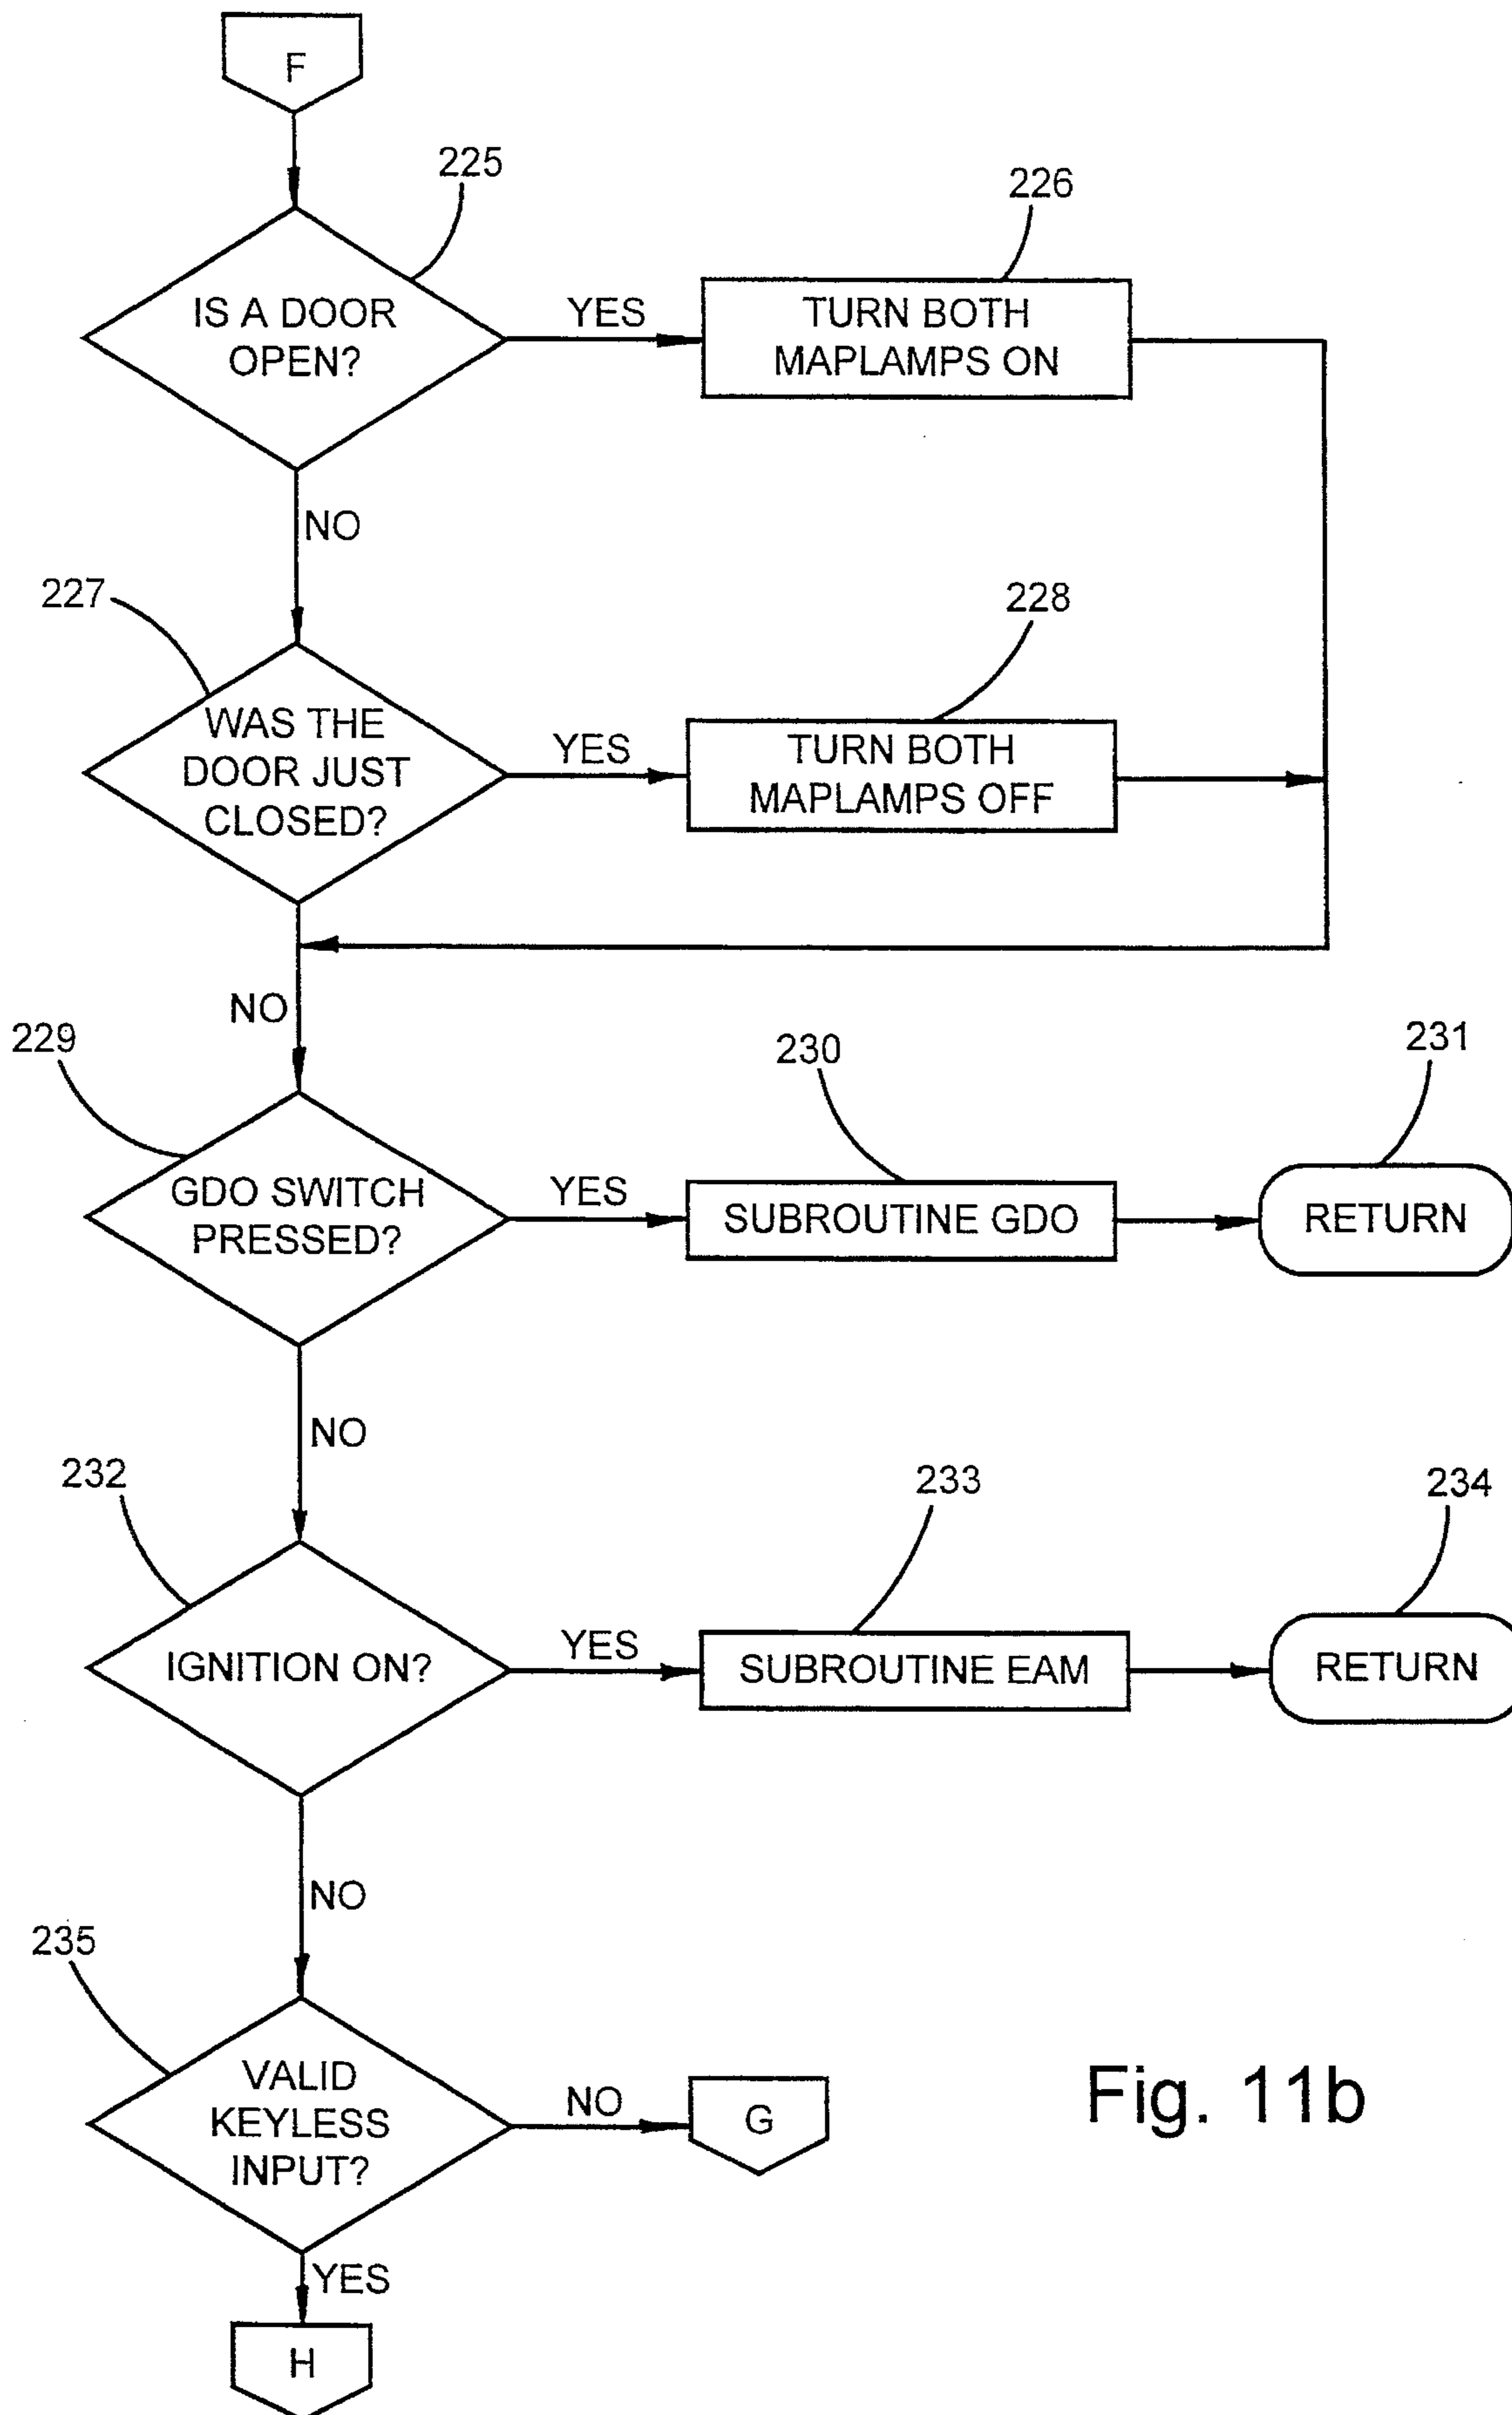 F
225
226
IS A DOOR
OPEN?
YES
TURN BOTH
MAPLAMPS ON
NO
227
228
WAS THE
DOOR JUST
CLOSED?
YES
TURN BOTH
MAPLAMPS OFF
NO
229
230
231
GDO SWITCH
PRESSED?
YES
SUBROUTINE GDO
RETURN
NO
232
233
234
IGNITION ON?
YES
SUBROUTINE EAM
RETURN
NO
235
VALID
KEYLESS
INPUT?
NO
G
YES
H
Fig. 11b